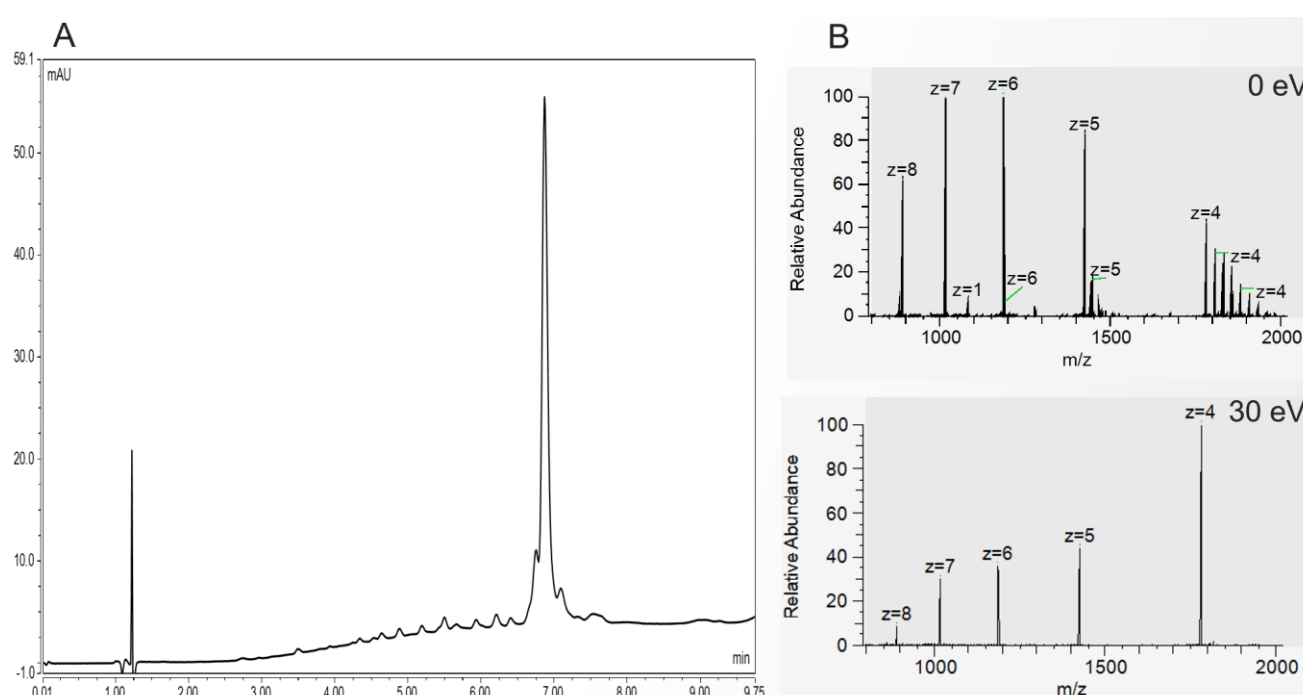 A
59.1
mAU
50.0
40.0
30.0
20.0
10.0
-1.0
min
0.01 1.00 2.00 3.00 4.00 5.00 6.00 7.00 8.00 9.00 9.75
B
0 eV
Relative Abundance
100
80
60
40
20
0
z=8
z=7
z=1
z=6
z=6
z=5
z=5
z=4
z=4
z=4
1000 1500 2000
m/z
30 eV
Relative Abundance
100
80
60
40
20
0
z=8
z=7
z=6
z=5
z=4
1000 1500 2000
m/z